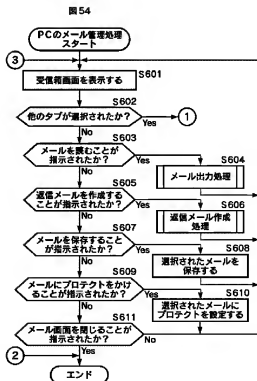 図54
PCのメール管理処理
スタート
③
S601
受信箱画面を表示する
S602
他のタブが選択されたか?
Yes
①
No
S603
メールを読むことが
指示されたか?
Yes
S604
メール出力処理
No
S605
返信メールを作成する
ことが指示されたか?
Yes
S606
返信メール作成
処理
No
S607
メールを保存すること
が指示されたか?
Yes
S608
選択されたメールを
保存する
No
S609
メールにプロテクトをかけ
ることが指示されたか?
Yes
S610
選択されたメールに
プロテクトを設定する
No
S611
メール画面を閉じることが
指示されたか?
No
②
Yes
エンド